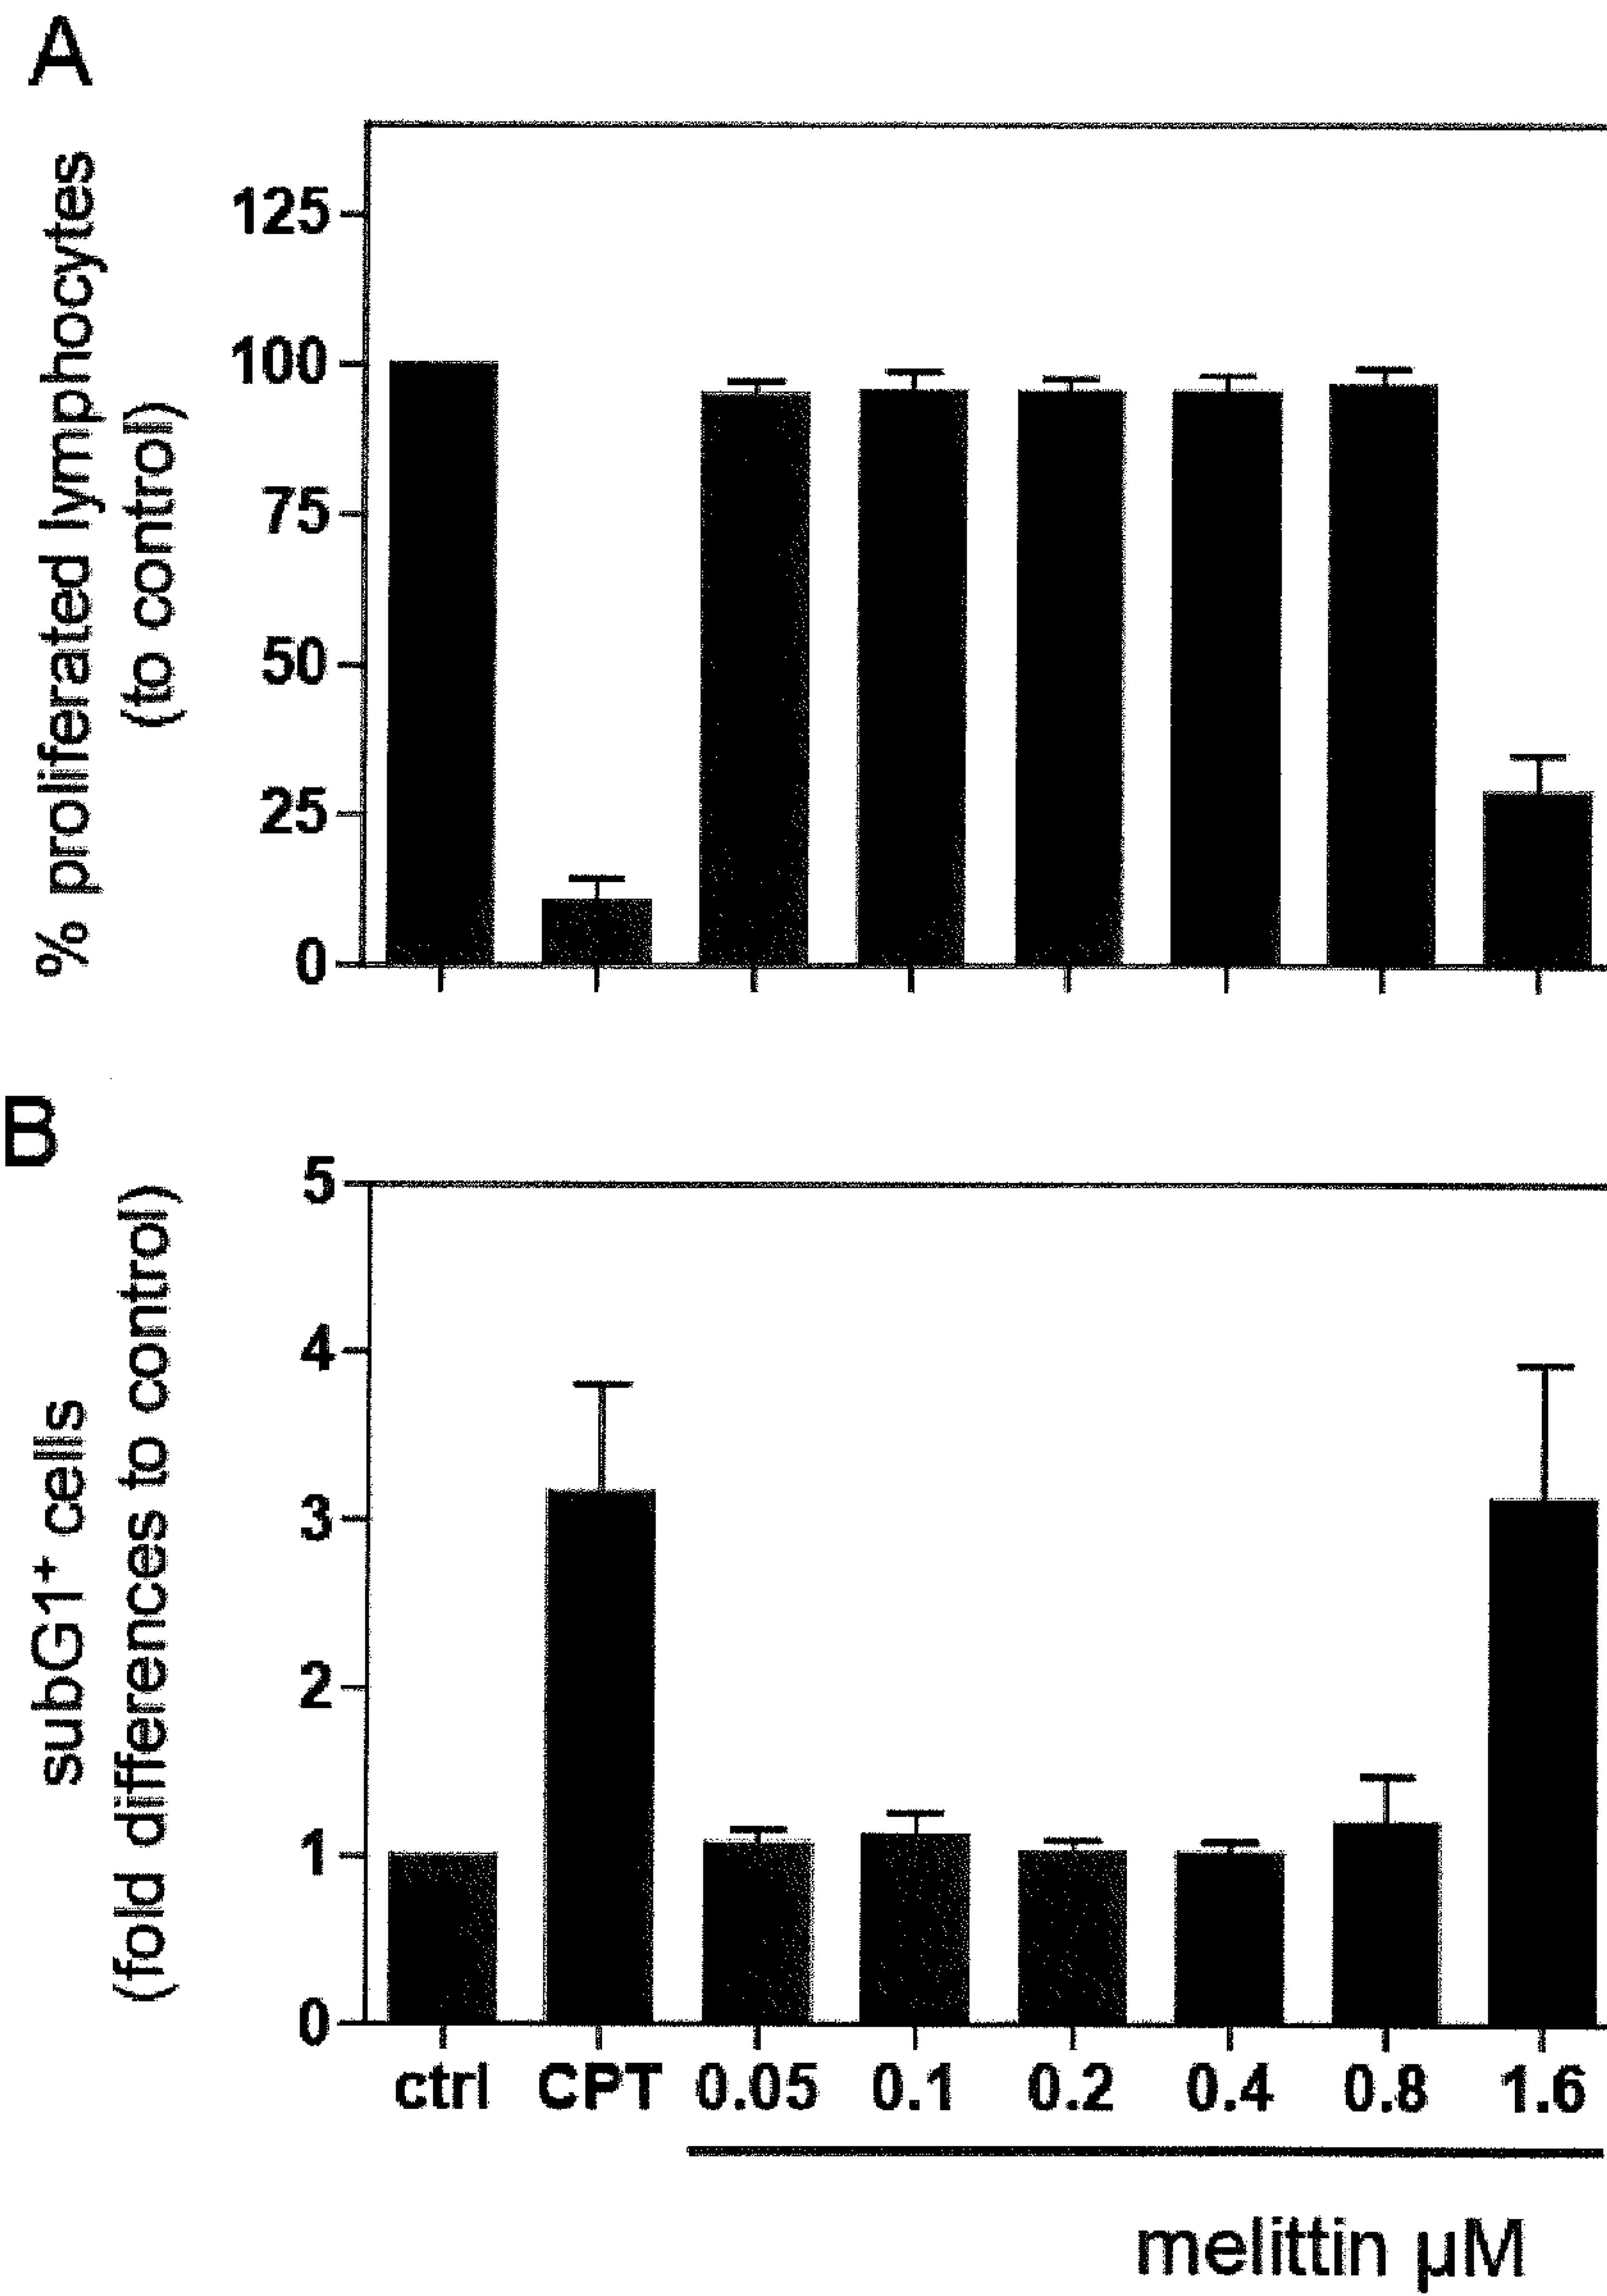 A
% proliferated lymphocytes
(to control)
125
100
75
50
25
0
B
subG1⁺ cells
(fold differences to control)
5
4
3
2
1
0
ctrl CPT 0.05 0.1 0.2 0.4 0.8 1.6
melittin µM